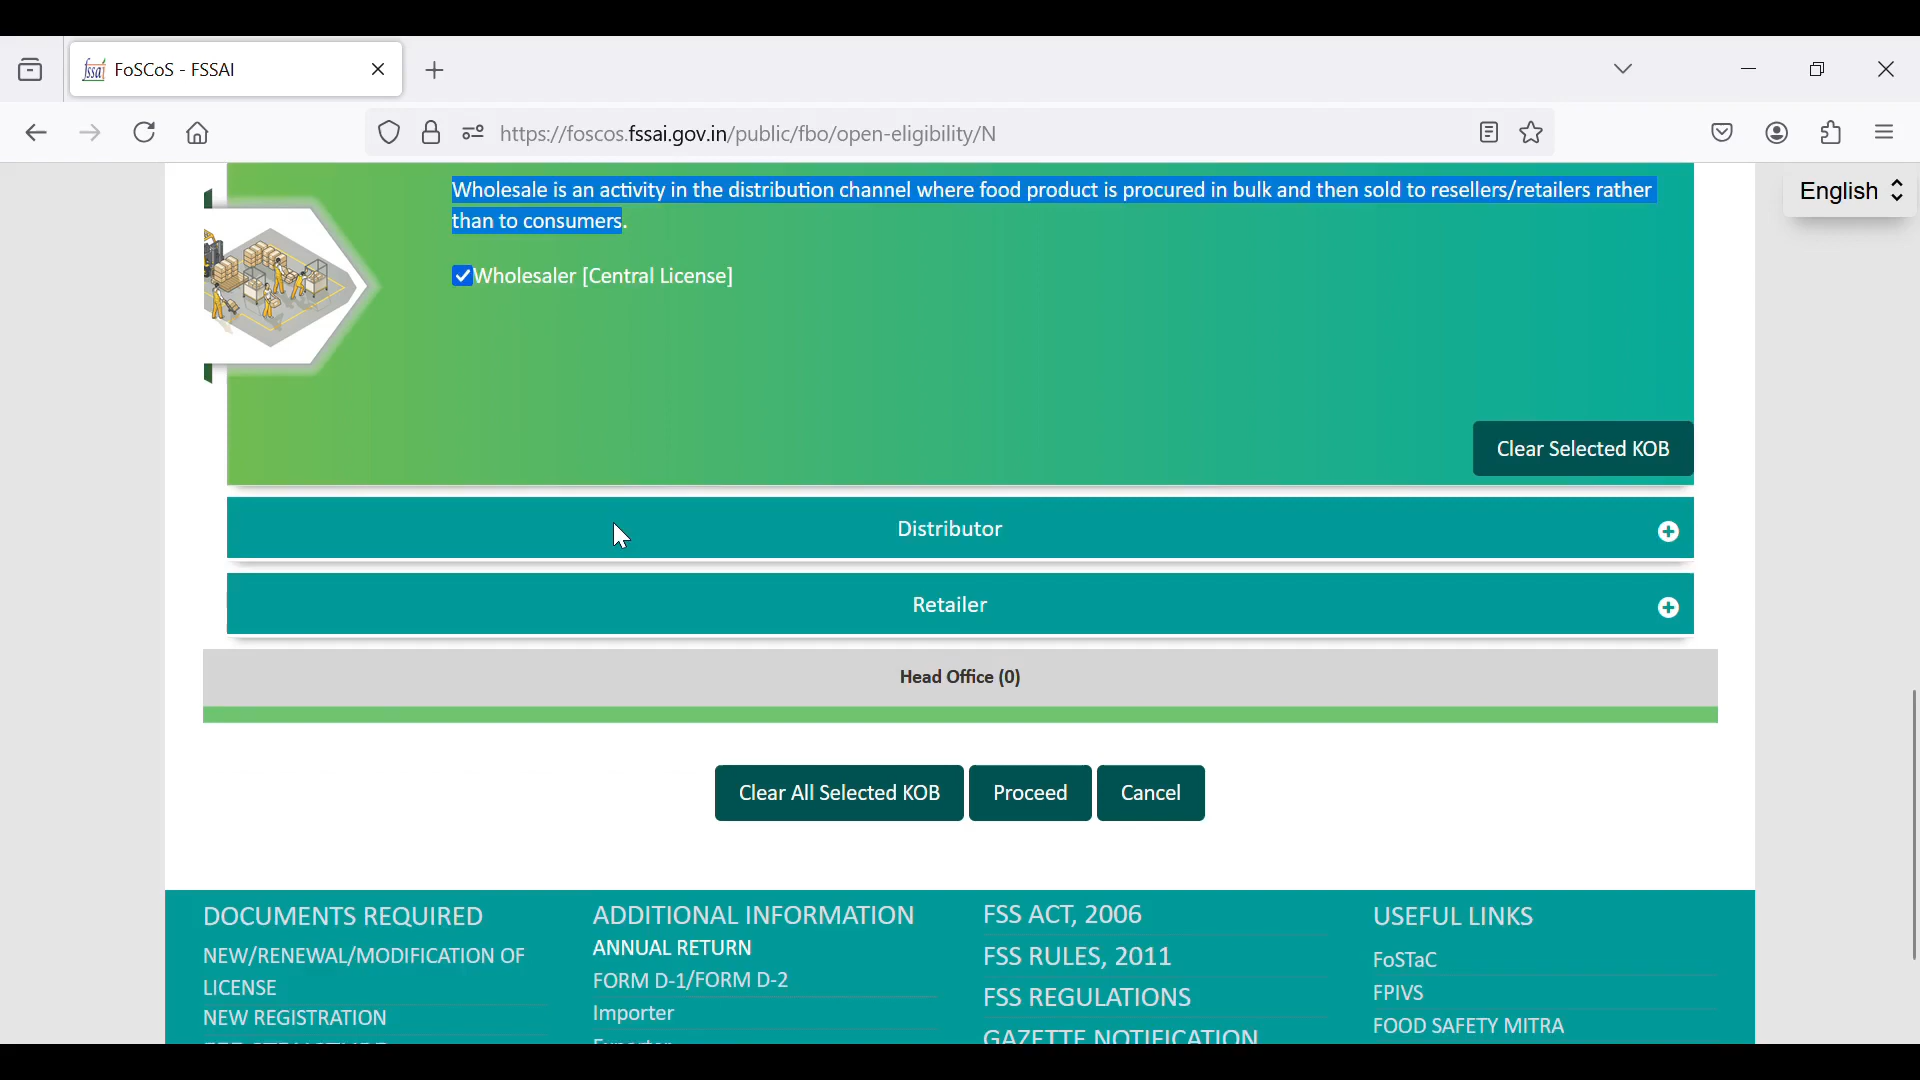 FoSCoS - FSSAI
https://foscos.fssai.gov.in/public/fbo/open-eligibility/N
English
Wholesale is an activity in the distribution channel where food product is procured in bulk and then sold to resellers/retailers rather
than to consumers.
Wholesaler [Central License]
Clear Selected KOB
Distributor
Retailer
Head Office (0)
Clear All Selected KOB
Proceed
Cancel
DOCUMENTS REQUIRED
NEW/RENEWAL/MODIFICATION OF
LICENSE
NEW REGISTRATION
ADDITIONAL INFORMATION
ANNUAL RETURN
FORM D-1/FORM D-2
Importer
FSS ACT, 2006
FSS RULES, 2011
FSS REGULATIONS
GAZETTE NOTIFICATION
USEFUL LINKS
FoSTaC
FPIVS
FOOD SAFETY MITRA